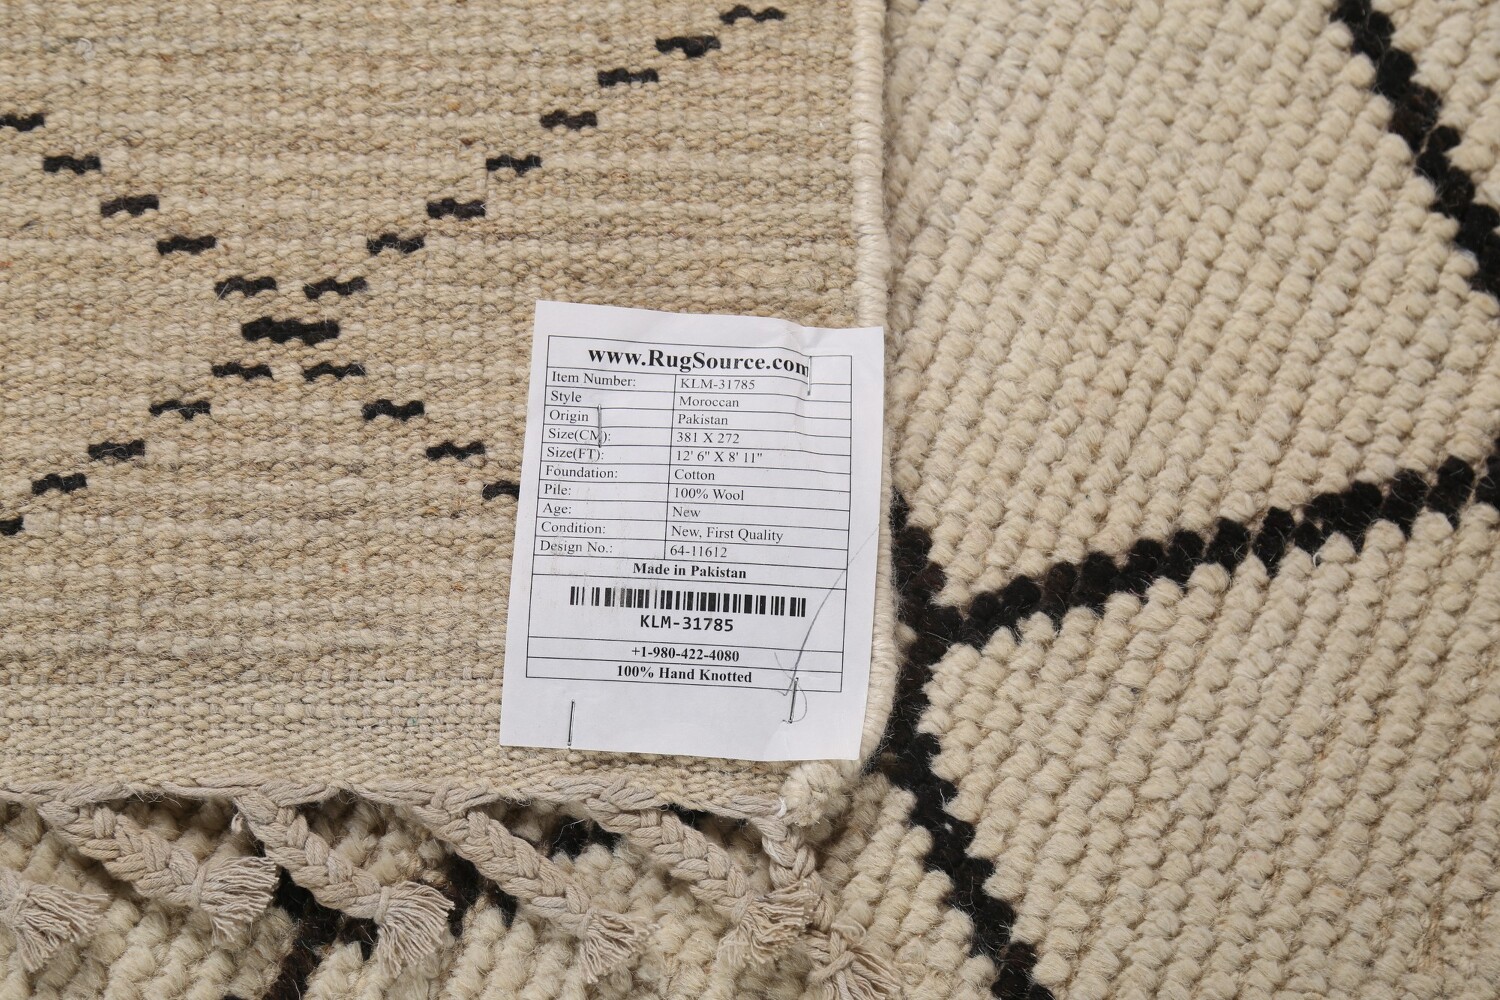 www.RugSource.com
Item Number: KLM-31785
Style Moroccan
Origin Pakistan
Size(CM): 381 X 272
Size(FT): 12' 6" X 8' 11"
Foundation: Cotton
Pile: 100% Wool
Age: New
Condition: New, First Quality
Design No.: 64-11612
Made in Pakistan
KLM-31785
+1-980-422-4080
100% Hand Knotted